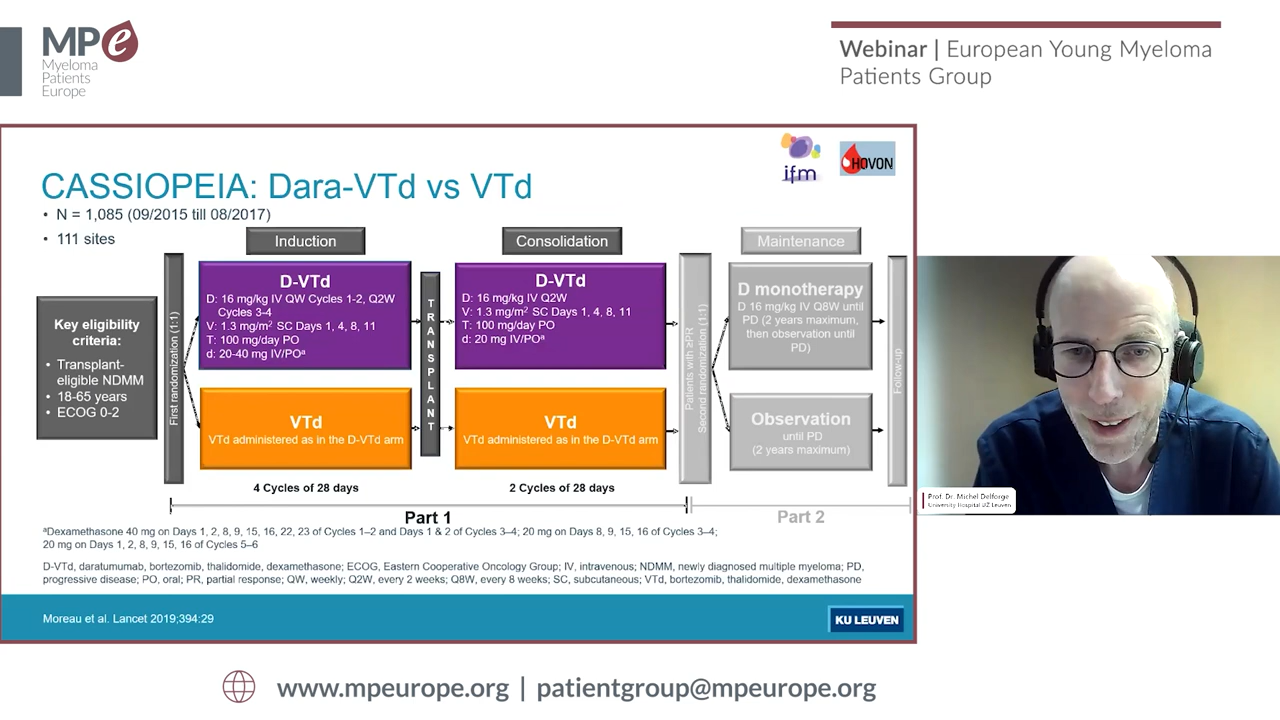 MPe
Myeloma
Patients
Europe
Webinar | European Young Myeloma
Patients Group
ifm
HOVON
CASSIOPEIA: Dara-VTd vs VTd
• N = 1,085 (09/2015 till 08/2017)
• 111 sites
Key eligibility
criteria:
• Transplant-
eligible NDMM
• 18-65 years
• ECOG 0-2
First randomization (1:1)
Induction
D-VTd
D: 16 mg/kg IV QW Cycles 1-2, Q2W
Cycles 3-4
V: 1.3 mg/m² SC Days 1, 4, 8, 11
T: 100 mg/day PO
d: 20-40 mg IV/POᵃ
VTd
VTd administered as in the D-VTd arm
4 Cycles of 28 days
TRANSPLANT
Consolidation
D-VTd
D: 16 mg/kg IV Q2W
V: 1.3 mg/m² SC Days 1, 4, 8, 11
T: 100 mg/day PO
d: 20 mg IV/POᵃ
VTd
VTd administered as in the D-VTd arm
2 Cycles of 28 days
Patients with ≥PR
Second randomization (1:1)
Maintenance
D monotherapy
D 16 mg/kg IV Q8W until
PD (2 years maximum,
then observation until
PD)
Observation
until PD
(2 years maximum)
Follow-up
Part 1
Part 2
ᵃDexamethasone 40 mg on Days 1, 2, 8, 9, 15, 16, 22, 23 of Cycles 1–2 and Days 1 & 2 of Cycles 3–4; 20 mg on Days 8, 9, 15, 16 of Cycles 3–4;
20 mg on Days 1, 2, 8, 9, 15, 16 of Cycles 5–6
D-VTd, daratumumab, bortezomib, thalidomide, dexamethasone; ECOG, Eastern Cooperative Oncology Group; IV, intravenous; NDMM, newly diagnosed multiple myeloma; PD,
progressive disease; PO, oral; PR, partial response; QW, weekly; Q2W, every 2 weeks; Q8W, every 8 weeks; SC, subcutaneous; VTd, bortezomib, thalidomide, dexamethasone
Moreau et al. Lancet 2019;394:29
KU LEUVEN
Prof. Dr. Michel Delforge
University Hospital UZ Leuven
www.mpeurope.org | patientgroup@mpeurope.org